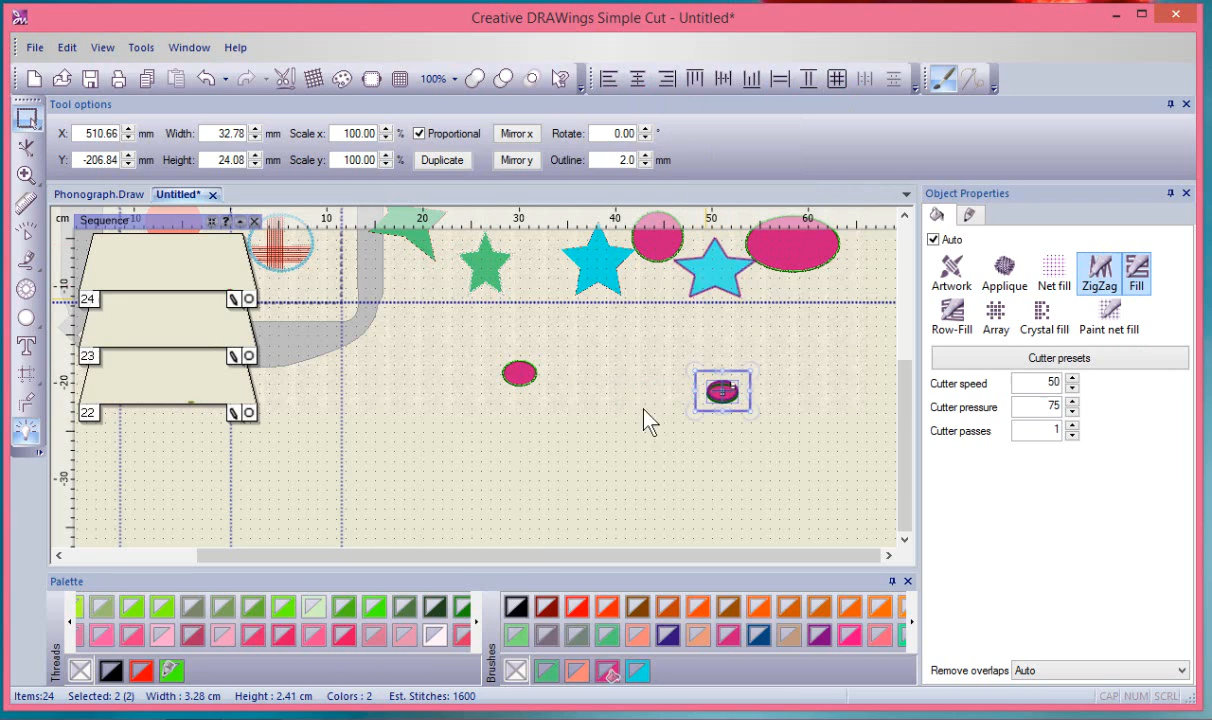 Creative DRAWings Simple Cut - Untitled*
File Edit View Tools Window Help
100%
Tool options
X: 510.66 mm Width: 32.78 mm Scale x: 100.00 % Proportional Mirror x Rotate: 0.00 °
Y: -206.84 mm Height: 24.08 mm Scale y: 100.00 % Duplicate Mirror y Outline: 2.0 mm
Phonograph.Draw Untitled*
Object Properties
cm 10 10 20 30 40 50 60
Sequence
Auto
Artwork Applique Net fill ZigZag Fill
-10
24
Row-Fill Array Crystal fill Paint net fill
23
Cutter presets
-20
Cutter speed 50
22
Cutter pressure 75
Cutter passes 1
-30
Palette
Threads
Brushes
Remove overlaps Auto
Items:24 Selected: 2 (2) Width : 3.28 cm Height : 2.41 cm Colors : 2 Est. Stitches: 1600 CAP NUM SCRL